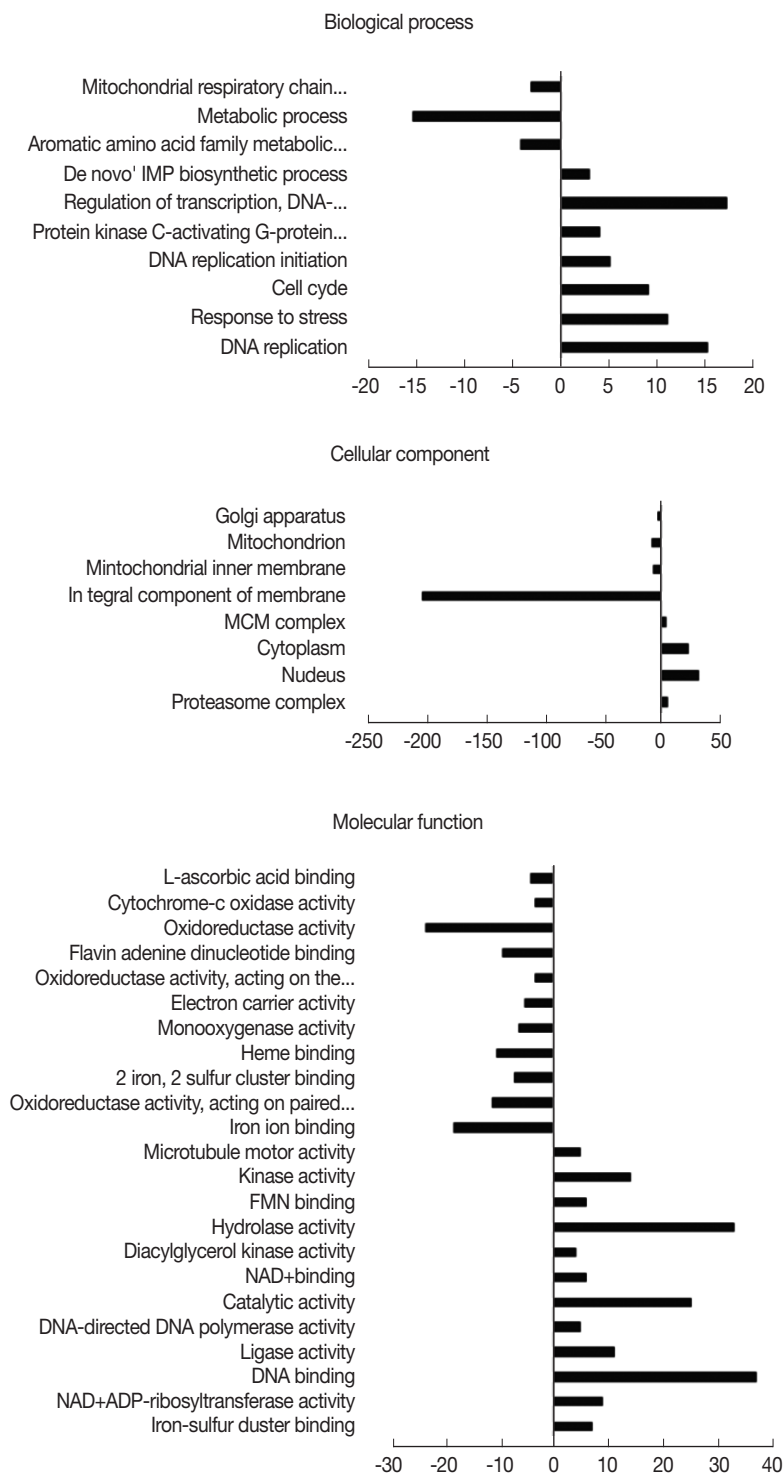 Biological process
Mitochondrial respiratory chain...
Metabolic process
Aromatic amino acid family metabolic...
De novo' IMP biosynthetic process
Regulation of transcription, DNA-...
Protein kinase C-activating G-protein...
DNA replication initiation
Cell cyde
Response to stress
DNA replication
-20 -15 -10 -5 0 5 10 15 20
Cellular component
Golgi apparatus
Mitochondrion
Mintochondrial inner membrane
In tegral component of membrane
MCM complex
Cytoplasm
Nudeus
Proteasome complex
-250 -200 -150 -100 -50 0 50
Molecular function
L-ascorbic acid binding
Cytochrome-c oxidase activity
Oxidoreductase activity
Flavin adenine dinucleotide binding
Oxidoreductase activity, acting on the...
Electron carrier activity
Monooxygenase activity
Heme binding
2 iron, 2 sulfur cluster binding
Oxidoreductase activity, acting on paired...
Iron ion binding
Microtubule motor activity
Kinase activity
FMN binding
Hydrolase activity
Diacylglycerol kinase activity
NAD+binding
Catalytic activity
DNA-directed DNA polymerase activity
Ligase activity
DNA binding
NAD+ADP-ribosyltransferase activity
Iron-sulfur duster binding
-30 -20 -10 0 10 20 30 40